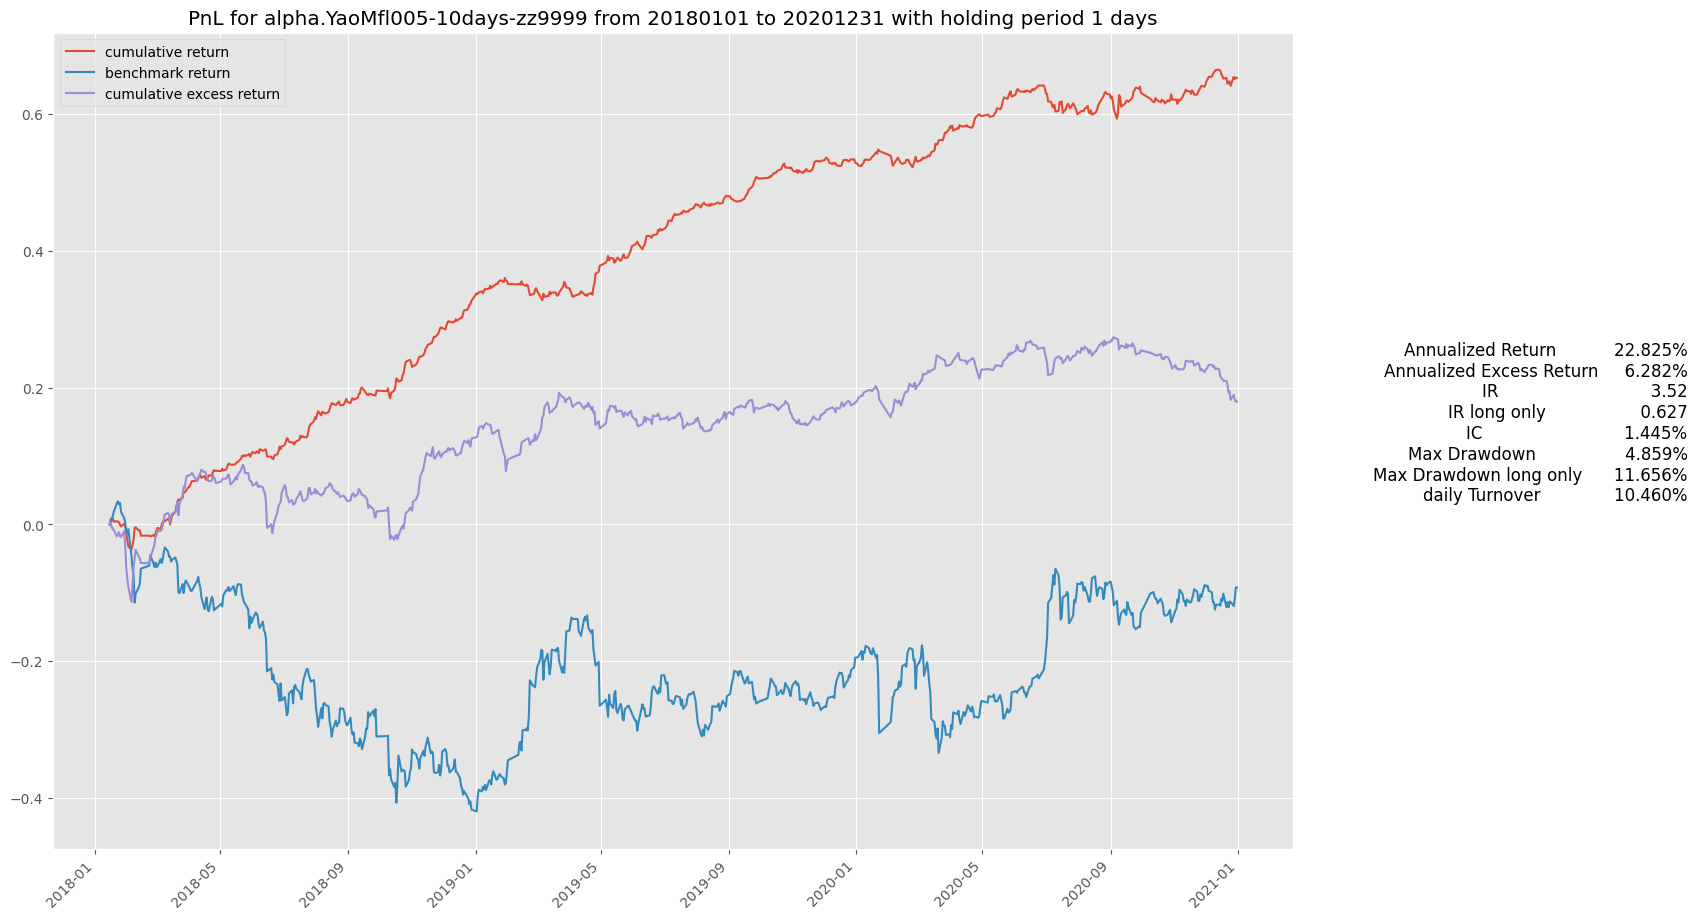 PnL for alpha.YaoMfl005-10days-zz9999 from 20180101 to 20201231 with holding period 1 days
cumulative return
benchmark return
cumulative excess return
0.6
0.4
0.2
0.0
−0.2
−0.4
2018-01
2018-05
2018-09
2019-01
2019-05
2019-09
2020-01
2020-05
2020-09
2021-01
Annualized Return 22.825%
Annualized Excess Return 6.282%
IR 3.52
IR long only 0.627
IC 1.445%
Max Drawdown 4.859%
Max Drawdown long only 11.656%
daily Turnover 10.460%